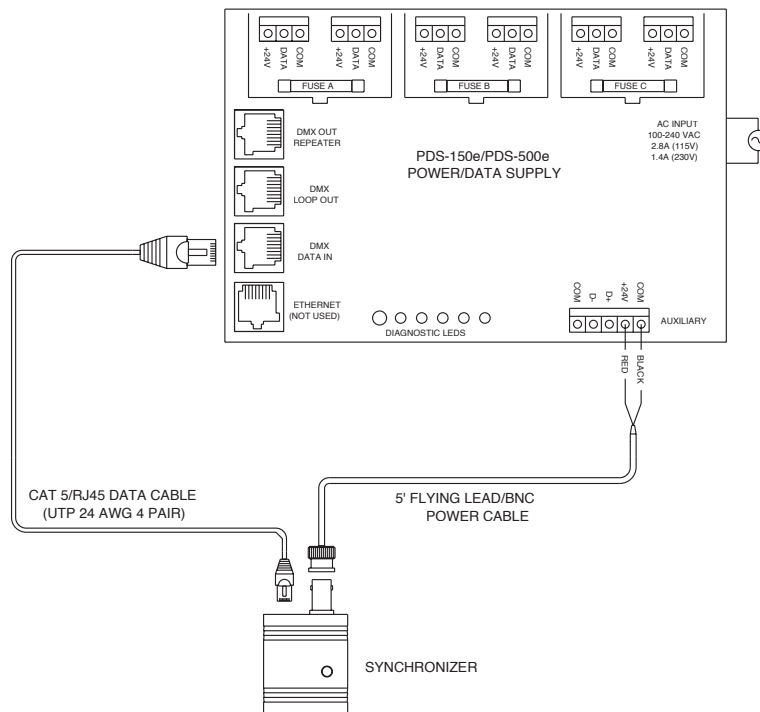 +24V DATA COM +24V DATA COM
FUSE A
+24V DATA COM +24V DATA COM
FUSE B
+24V DATA COM +24V DATA COM
FUSE C
DMX OUT
REPEATER
DMX
LOOP OUT
DMX
DATA IN
ETHERNET
(NOT USED)
PDS-150e/PDS-500e
POWER/DATA SUPPLY
AC INPUT
100-240 VAC
2.8A (115V)
1.4A (230V)
DIAGNOSTIC LEDS
COM D- D+ +24V COM
AUXILIARY
RED
BLACK
CAT 5/RJ45 DATA CABLE
(UTP 24 AWG 4 PAIR)
5' FLYING LEAD/BNC
POWER CABLE
SYNCHRONIZER